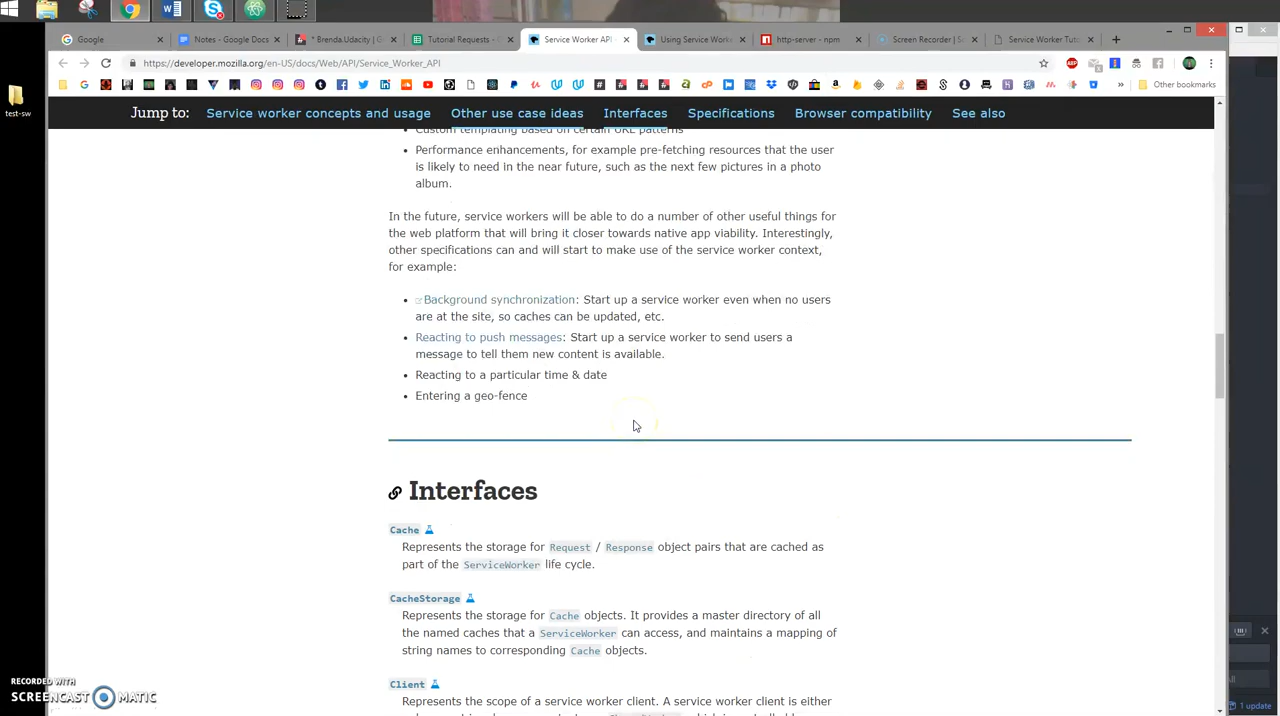 Google
Notes - Google Docs
* Brenda.Udacity | G
Tutorial Requests -
Service Worker API
Using Service Work
http-server - npm
Screen Recorder | Sc
Service Worker Tut
https://developer.mozilla.org/en-US/docs/Web/API/Service_Worker_API
Other bookmarks
test-sw
Jump to: Service worker concepts and usage Other use case ideas Interfaces Specifications Browser compatibility See also
Custom templating based on certain URL patterns
Performance enhancements, for example pre-fetching resources that the user
is likely to need in the near future, such as the next few pictures in a photo
album.
In the future, service workers will be able to do a number of other useful things for
the web platform that will bring it closer towards native app viability. Interestingly,
other specifications can and will start to make use of the service worker context,
for example:
Background synchronization: Start up a service worker even when no users
are at the site, so caches can be updated, etc.
Reacting to push messages: Start up a service worker to send users a
message to tell them new content is available.
Reacting to a particular time & date
Entering a geo-fence
Interfaces
Cache
Represents the storage for Request / Response object pairs that are cached as
part of the ServiceWorker life cycle.
CacheStorage
Represents the storage for Cache objects. It provides a master directory of all
the named caches that a ServiceWorker can access, and maintains a mapping of
string names to corresponding Cache objects.
Client
Represents the scope of a service worker client. A service worker client is either
RECORDED WITH
SCREENCAST MATIC
1 update